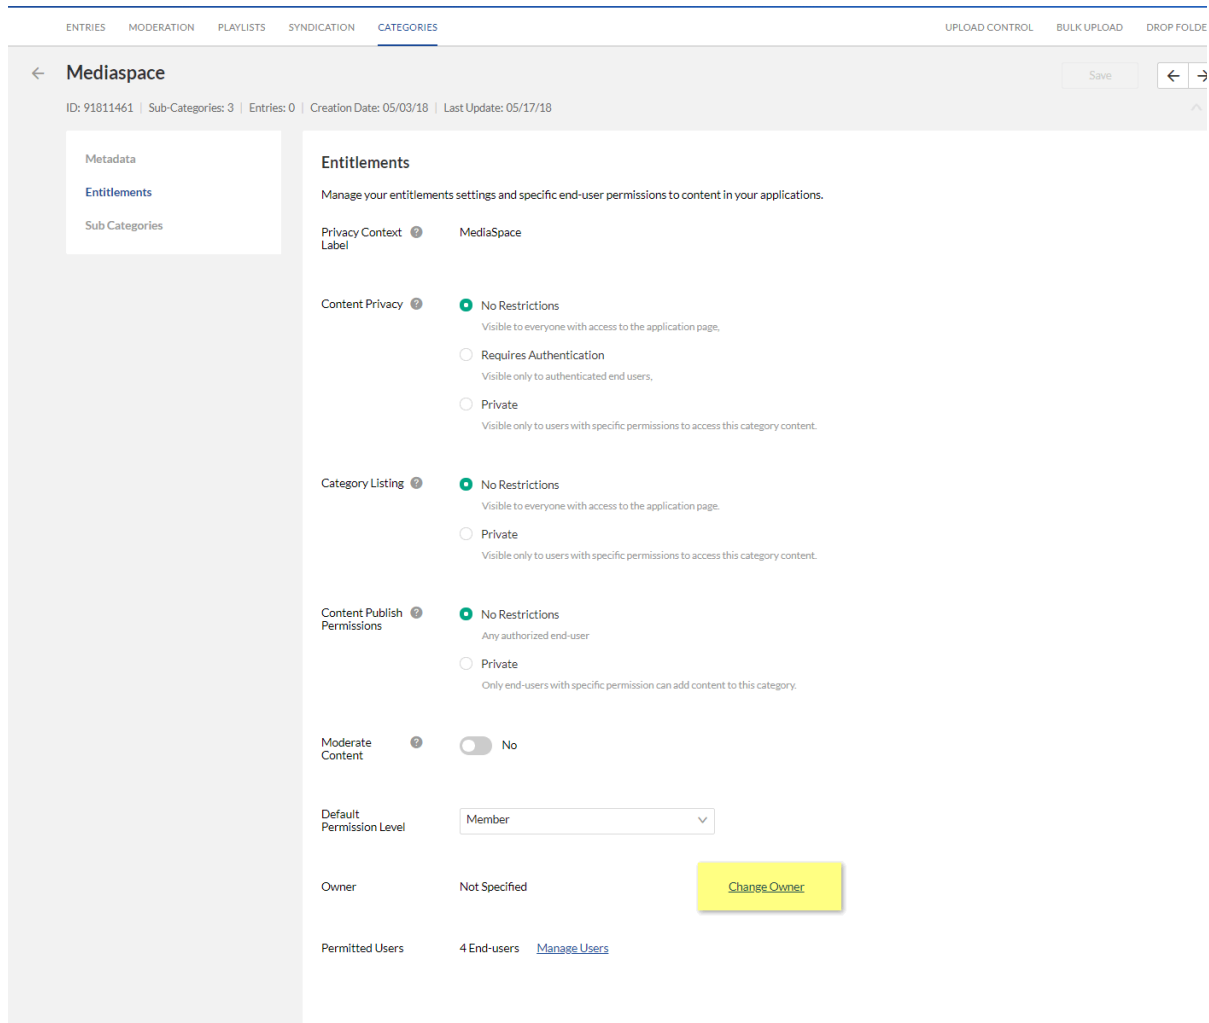 ENTRIES MODERATION PLAYLISTS SYNDICATION CATEGORIES UPLOAD CONTROL BULK UPLOAD DROP FOLDE
Mediaspace
Save
ID: 91811461 | Sub-Categories: 3 | Entries: 0 | Creation Date: 05/03/18 | Last Update: 05/17/18
Metadata
Entitlements
Sub Categories
Entitlements
Manage your entitlements settings and specific end-user permissions to content in your applications.
Privacy Context
Label
MediaSpace
Content Privacy
No Restrictions
Visible to everyone with access to the application page,
Requires Authentication
Visible only to authenticated end users,
Private
Visible only to users with specific permissions to access this category content.
Category Listing
No Restrictions
Visible to everyone with access to the application page.
Private
Visible only to users with specific permissions to access this category content.
Content Publish
Permissions
No Restrictions
Any authorized end-user
Private
Only end-users with specific permission can add content to this category.
Moderate
Content
No
Default
Permission Level
Member
Owner Not Specified Change Owner
Permitted Users 4 End-users Manage Users